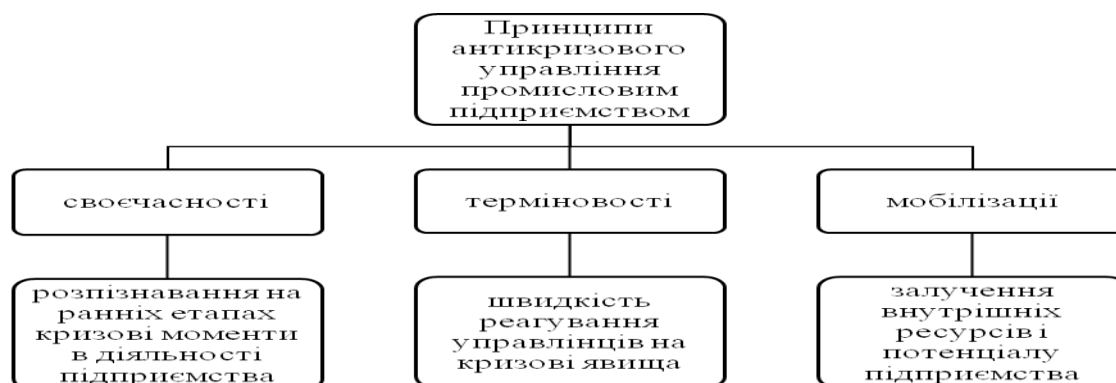 Принципи
антикризового
управління
промисловим
підприємством
своєчасності
терміновості
мобілізації
розпізнавання на
ранніх етапах
кризові моменти
в діяльності
підприємства
швидкість
реагування
управлінців на
кризові явища
залучення
внутрішніх
ресурсів і
потенціалу
підприємства